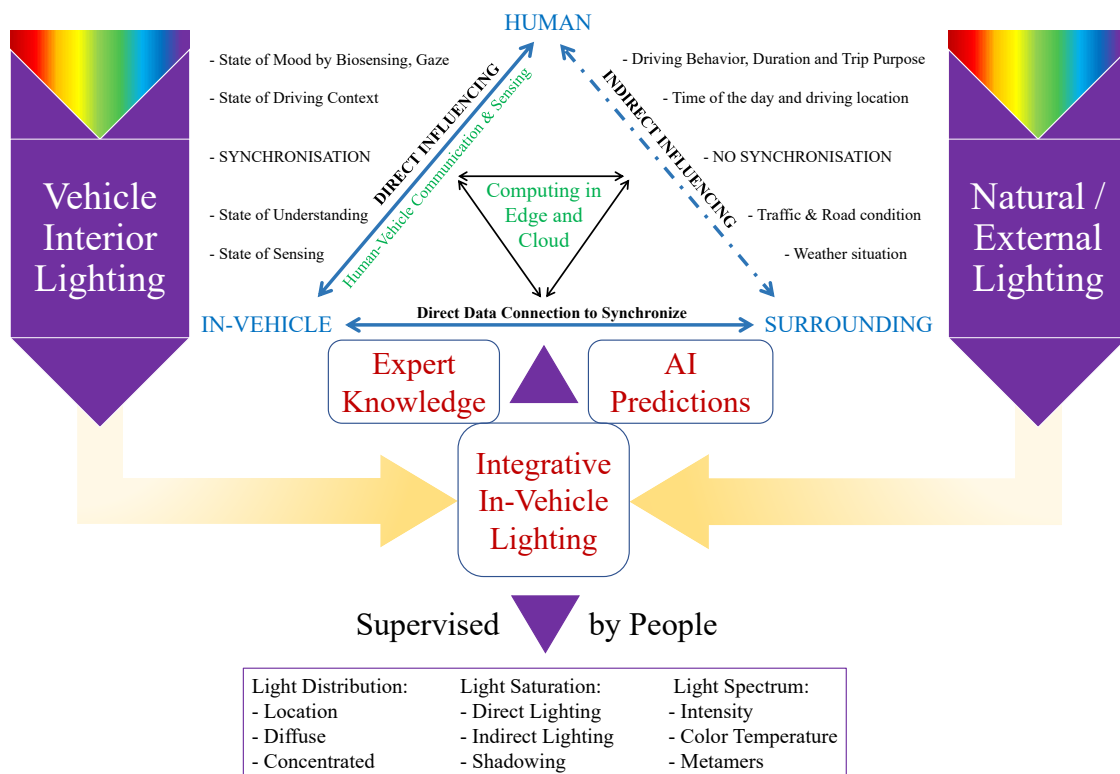 HUMAN
- State of Mood by Biosensing, Gaze
- State of Driving Context
- SYNCHRONISATION
- State of Understanding
- State of Sensing
DIRECT INFLUENCING
Human-Vehicle Communication & Sensing
Computing in
Edge and
Cloud
INDIRECT INFLUENCING
- Driving Behavior, Duration and Trip Purpose
- Time of the day and driving location
- NO SYNCHRONISATION
- Traffic & Road condition
- Weather situation
Vehicle
Interior
Lighting
Natural /
External
Lighting
IN-VEHICLE
Direct Data Connection to Synchronize
SURROUNDING
Expert
Knowledge
AI
Predictions
Integrative
In-Vehicle
Lighting
Supervised by People
Light Distribution:
- Location
- Diffuse
- Concentrated
Light Saturation:
- Direct Lighting
- Indirect Lighting
- Shadowing
Light Spectrum:
- Intensity
- Color Temperature
- Metamers